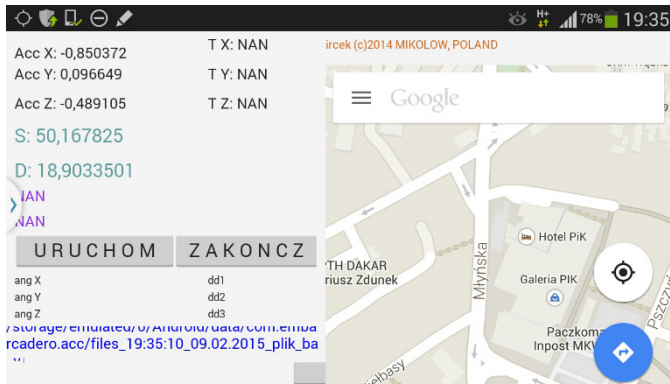 H+
78%
19:35
Acc X: -0,850372
T X: NAN
Acc Y: 0,096649
T Y: NAN
Acc Z: -0,489105
T Z: NAN
S: 50,167825
D: 18,9033501
NAN
NAN
URUCHOM
ZAKONCZ
ang X
dd1
ang Y
dd2
ang Z
dd3
/storage/emulated/0/Android/data/com.emba
rcadero.acc/files_19:35:10_09.02.2015_plik_ba
ircek (c)2014 MIKOLOW, POLAND
Google
Hotel PiK
Młyńska
TH DAKAR
riusz Zdunek
Galeria PIK
Pszczy
Paczkoma
Inpost MKW
ełbasy